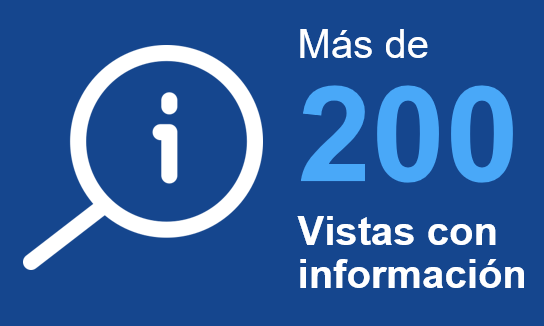 Más de
200
Vistas con
información